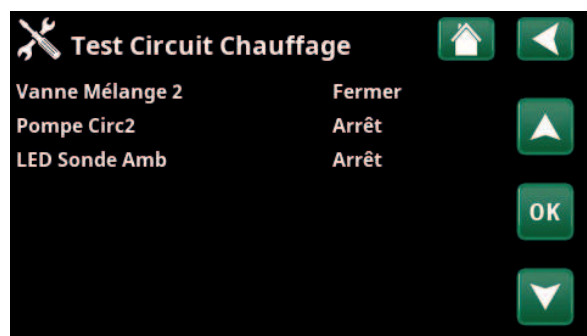 Test Circuit Chauffage
Vanne Mélange 2 Fermer
Pompe Circ2 Arrêt
LED Sonde Amb Arrêt
OK